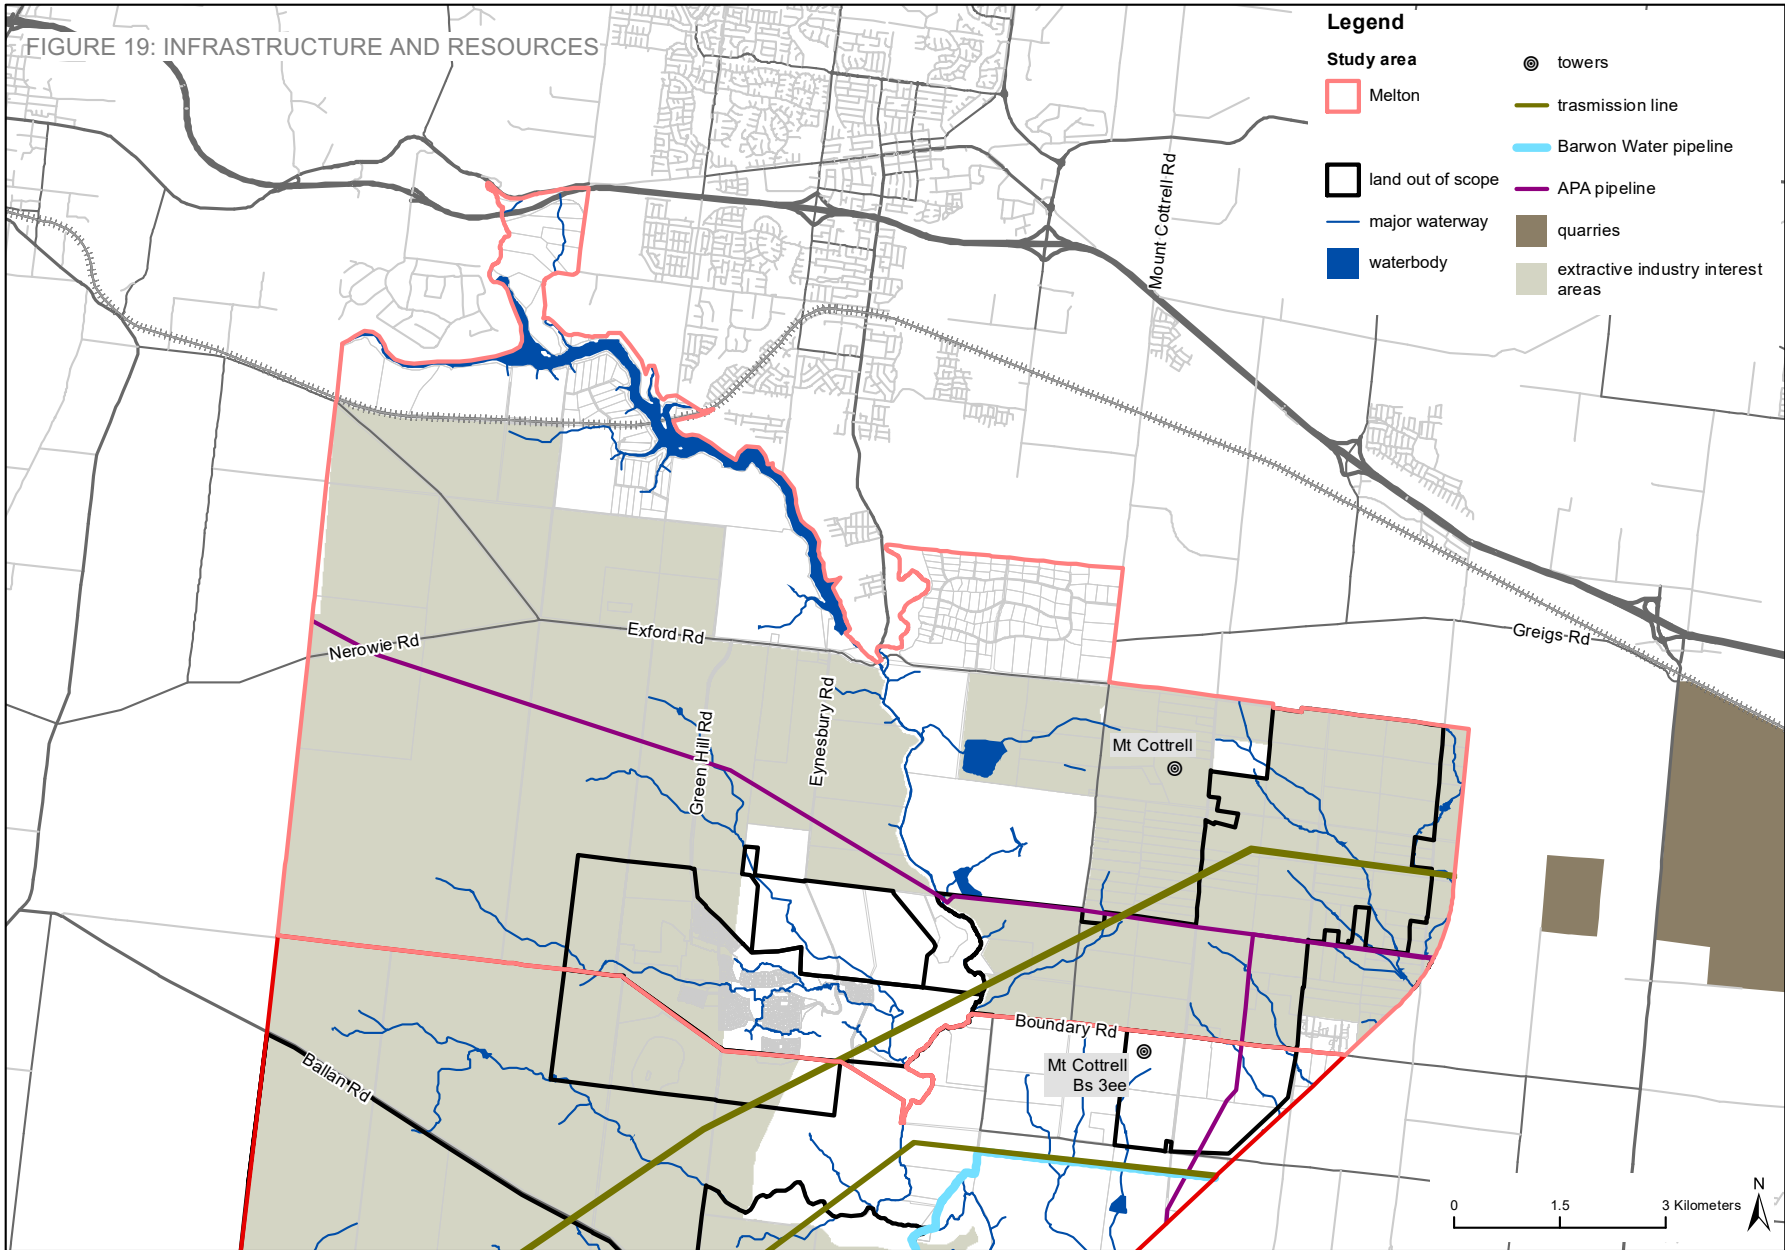 FIGURE 19: INFRASTRUCTURE AND RESOURCES
Legend
Study area
Melton
land out of scope
major waterway
waterbody
towers
trasmission line
Barwon Water pipeline
APA pipeline
quarries
extractive industry interest
areas
Mount Cottrell Rd
Greigs Rd
Nerowie Rd
Exford Rd
Green Hill Rd
Eynesbury Rd
Mt Cottrell
Boundary Rd
Mt Cottrell
Bs 3ee
Ballan Rd
0 1.5 3 Kilometers
N